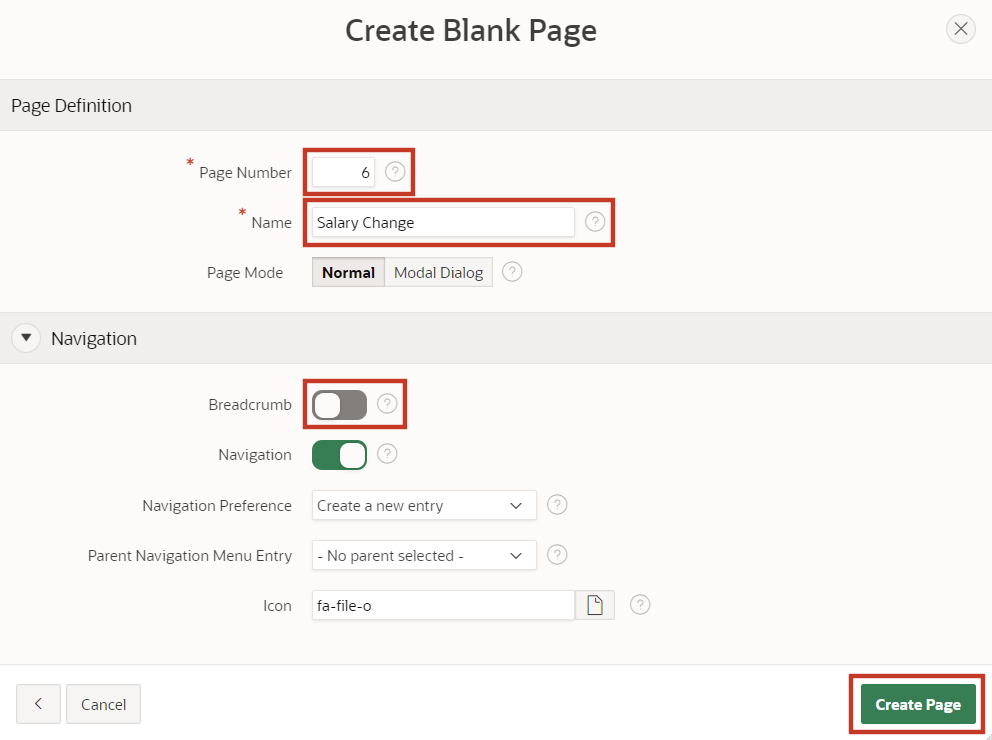 Create Blank Page
Page Definition
* Page Number 6 ?
* Name Salary Change ?
Page Mode Normal Modal Dialog ?
Navigation
Breadcrumb ?
Navigation ?
Navigation Preference Create a new entry ?
Parent Navigation Menu Entry - No parent selected - ?
Icon fa-file-o ?
Cancel Create Page